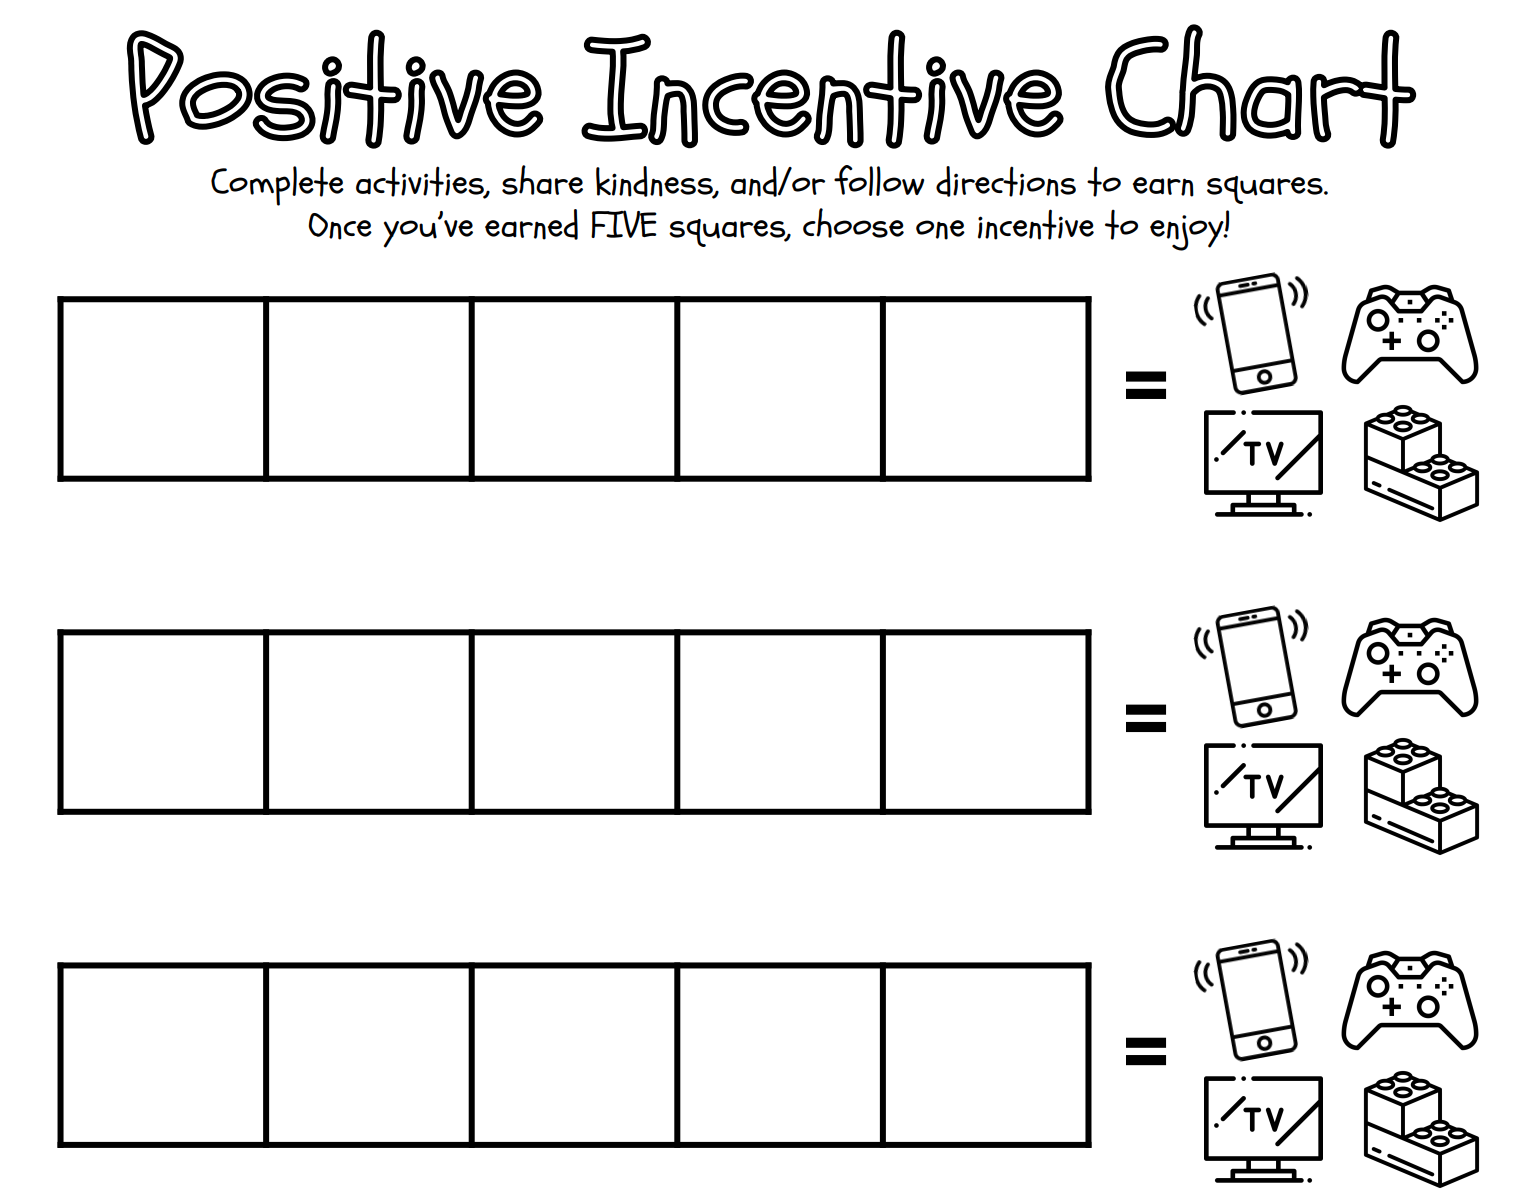 Positive Incentive Chart
Complete activities, share kindness, and/or follow directions to earn squares.
Once you've earned FIVE squares, choose one incentive to enjoy!
=
TV
=
TV
=
TV